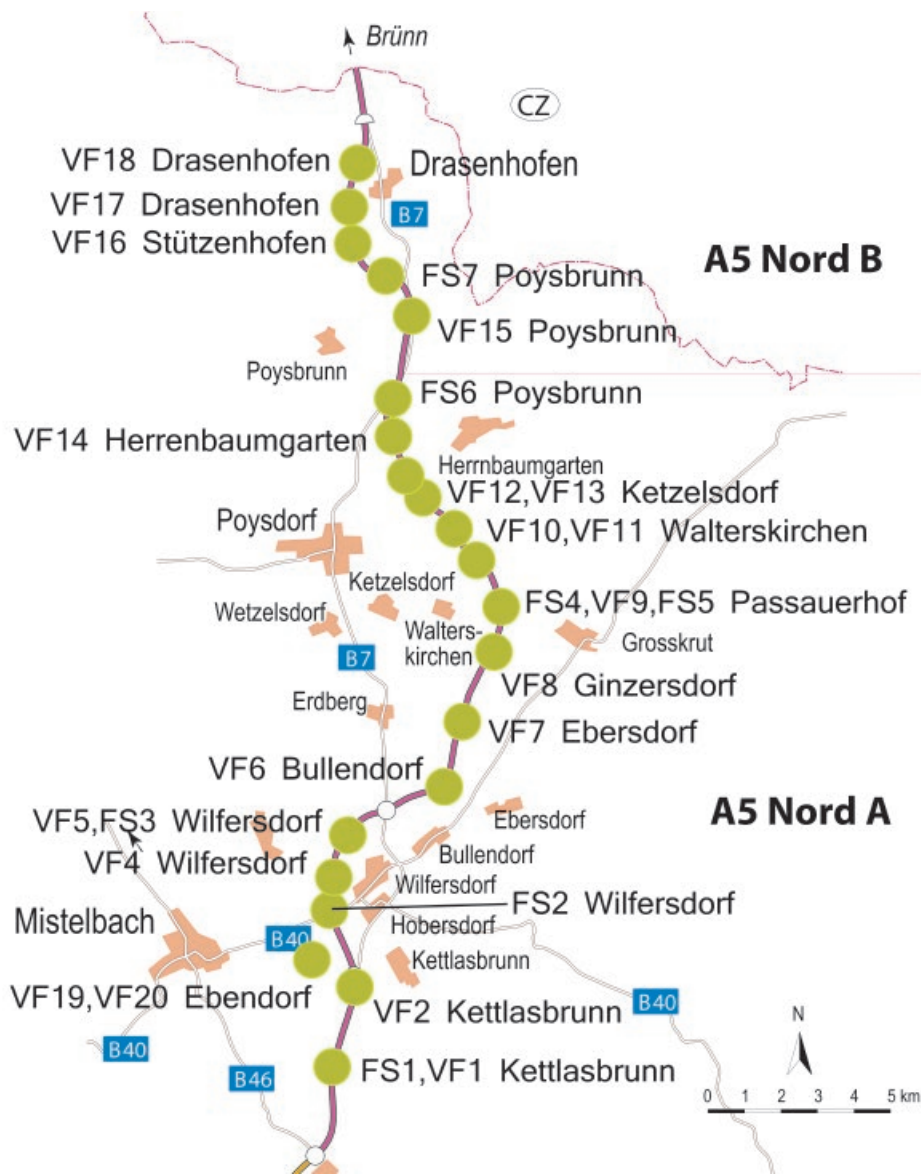 Brünn
CZ
VF18 Drasenhofen
Drasenhofen
VF17 Drasenhofen
B7
VF16 Stützenhofen
A5 Nord B
FS7 Poysbrunn
VF15 Poysbrunn
Poysbrunn
FS6 Poysbrunn
VF14 Herrenbaumgarten
Herrnbaumgarten
VF12,VF13 Ketzelsdorf
Poysdorf
VF10,VF11 Walterskirchen
Ketzelsdorf
FS4,VF9,FS5 Passauerhof
Wetzelsdorf
Walters-
kirchen
Grosskrut
B7
VF8 Ginzersdorf
Erdberg
VF7 Ebersdorf
VF6 Bullendorf
A5 Nord A
Ebersdorf
VF5,FS3 Wilfersdorf
Bullendorf
VF4 Wilfersdorf
Wilfersdorf
FS2 Wilfersdorf
Mistelbach
Hobersdorf
B40
Kettlasbrunn
VF19,VF20 Ebendorf
VF2 Kettlasbrunn
B40
N
B40
FS1,VF1 Kettlasbrunn
B46
0 1 2 3 4 5 km